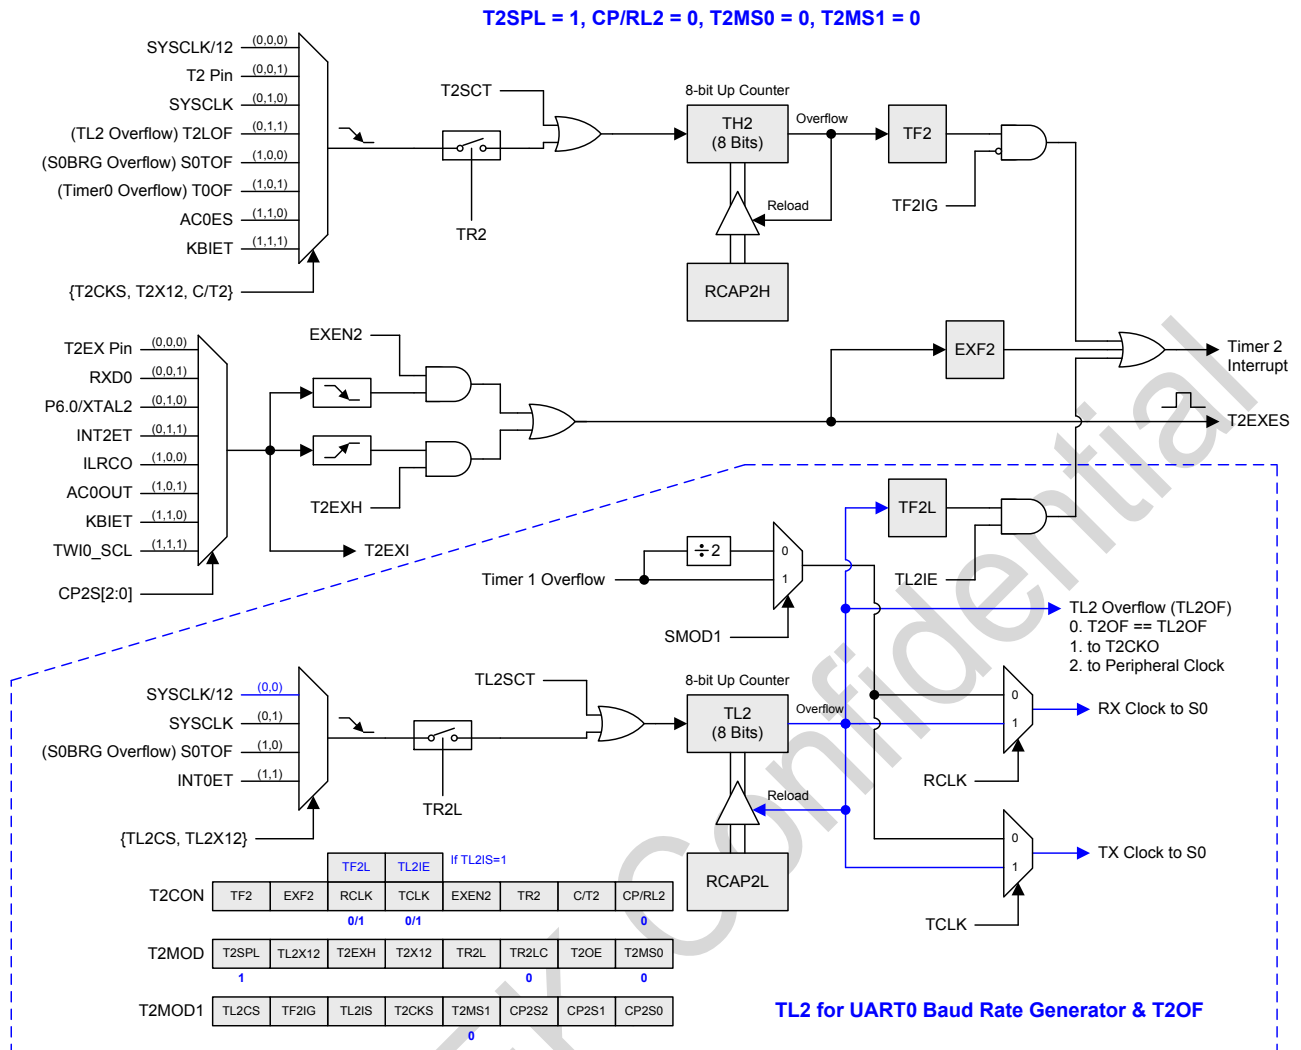 T2SPL = 1, CP/RL2 = 0, T2MS0 = 0, T2MS1 = 0
SYSCLK/12 (0,0,0)
T2 Pin (0,0,1)
SYSCLK (0,1,0)
(TL2 Overflow) T2LOF (0,1,1)
(S0BRG Overflow) S0TOF (1,0,0)
(Timer0 Overflow) T0OF (1,0,1)
AC0ES (1,1,0)
KBIET (1,1,1)
{T2CKS, T2X12, C/T2}
T2SCT
TR2
8-bit Up Counter
TH2
(8 Bits)
Overflow
Reload
RCAP2H
TF2
TF2IG
T2EX Pin (0,0,0)
RXD0 (0,0,1)
P6.0/XTAL2 (0,1,0)
INT2ET (0,1,1)
ILRCO (1,0,0)
AC0OUT (1,0,1)
KBIET (1,1,0)
TWI0_SCL (1,1,1)
CP2S[2:0]
EXEN2
T2EXH
T2EXI
EXF2
Timer 2
Interrupt
T2EXES
Timer 1 Overflow
÷2
0
1
SMOD1
TF2L
TL2IE
TL2 Overflow (TL2OF)
0. T2OF == TL2OF
1. to T2CKO
2. to Peripheral Clock
SYSCLK/12 (0,0)
SYSCLK (0,1)
(S0BRG Overflow) S0TOF (1,0)
INT0ET (1,1)
{TL2CS, TL2X12}
TL2SCT
TR2L
8-bit Up Counter
TL2
(8 Bits)
Overflow
Reload
RCAP2L
0
1
RX Clock to S0
RCLK
0
1
TX Clock to S0
TCLK
TF2L TL2IE If TL2IS=1
T2CON TF2 EXF2 RCLK TCLK EXEN2 TR2 C/T2 CP/RL2
0/1 0/1 0
T2MOD T2SPL TL2X12 T2EXH T2X12 TR2L TR2LC T2OE T2MS0
1 0 0
T2MOD1 TL2CS TF2IG TL2IS T2CKS T2MS1 CP2S2 CP2S1 CP2S0
0
TL2 for UART0 Baud Rate Generator & T2OF
Confidential